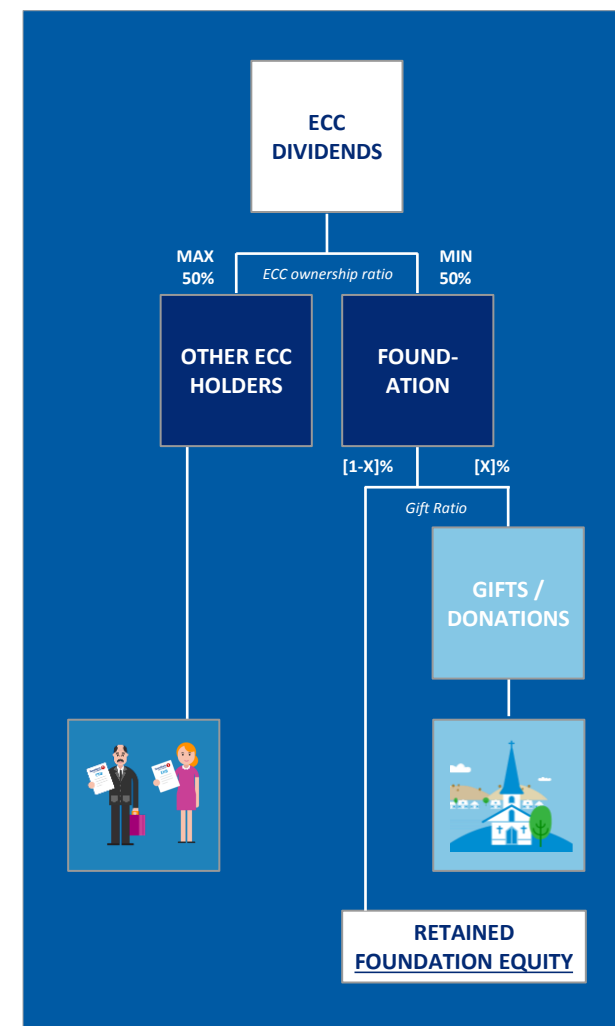 ECC
DIVIDENDS
MAX
50%
ECC ownership ratio
MIN
50%
OTHER ECC
HOLDERS
FOUND-
ATION
[1-X]%
[X]%
Gift Ratio
GIFTS /
DONATIONS
RETAINED
FOUNDATION EQUITY